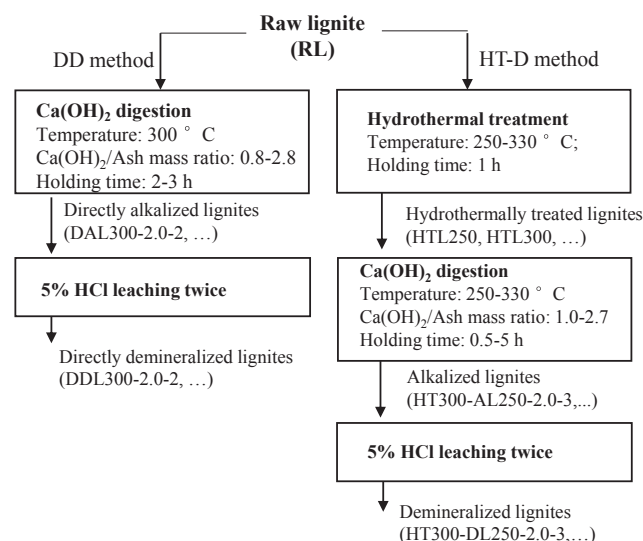 Raw lignite
(RL)
DD method
HT-D method
Ca(OH)₂ digestion
Temperature: 300 ° C
Ca(OH)₂/Ash mass ratio: 0.8-2.8
Holding time: 2-3 h
Directly alkalized lignites
(DAL300-2.0-2, …)
5% HCl leaching twice
Directly demineralized lignites
(DDL300-2.0-2, …)
Hydrothermal treatment
Temperature: 250-330 ° C;
Holding time: 1 h
Hydrothermally treated lignites
(HTL250, HTL300, …)
Ca(OH)₂ digestion
Temperature: 250-330 ° C
Ca(OH)₂/Ash mass ratio: 1.0-2.7
Holding time: 0.5-5 h
Alkalized lignites
(HT300-AL250-2.0-3,...)
5% HCl leaching twice
Demineralized lignites
(HT300-DL250-2.0-3,…)